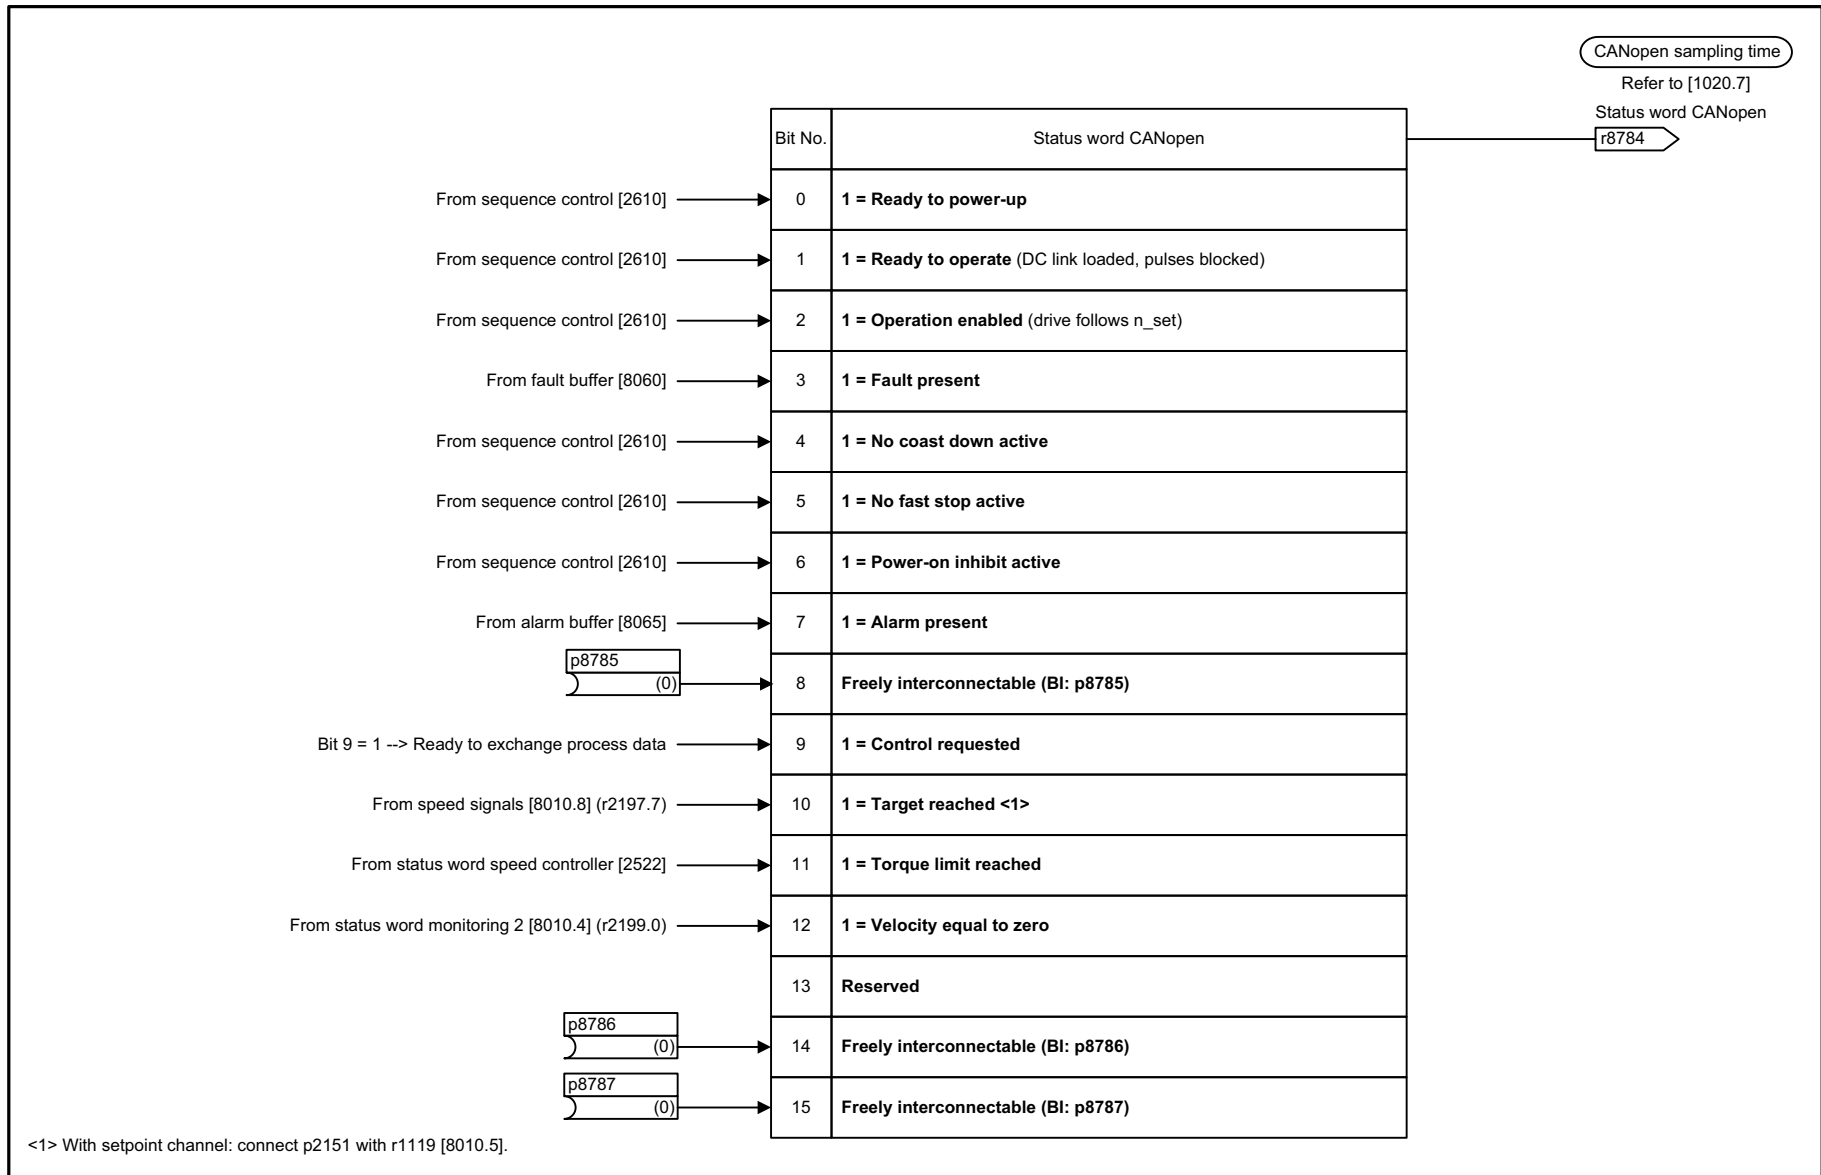 CANopen sampling time
Refer to [1020.7]
Status word CANopen
r8784
Bit No. Status word CANopen
From sequence control [2610] 0 1 = Ready to power-up
From sequence control [2610] 1 1 = Ready to operate (DC link loaded, pulses blocked)
From sequence control [2610] 2 1 = Operation enabled (drive follows n_set)
From fault buffer [8060] 3 1 = Fault present
From sequence control [2610] 4 1 = No coast down active
From sequence control [2610] 5 1 = No fast stop active
From sequence control [2610] 6 1 = Power-on inhibit active
From alarm buffer [8065] 7 1 = Alarm present
p8785
(0) 8 Freely interconnectable (BI: p8785)
Bit 9 = 1 --> Ready to exchange process data 9 1 = Control requested
From speed signals [8010.8] (r2197.7) 10 1 = Target reached <1>
From status word speed controller [2522] 11 1 = Torque limit reached
From status word monitoring 2 [8010.4] (r2199.0) 12 1 = Velocity equal to zero
13 Reserved
p8786
(0) 14 Freely interconnectable (BI: p8786)
p8787
(0) 15 Freely interconnectable (BI: p8787)
<1> With setpoint channel: connect p2151 with r1119 [8010.5].